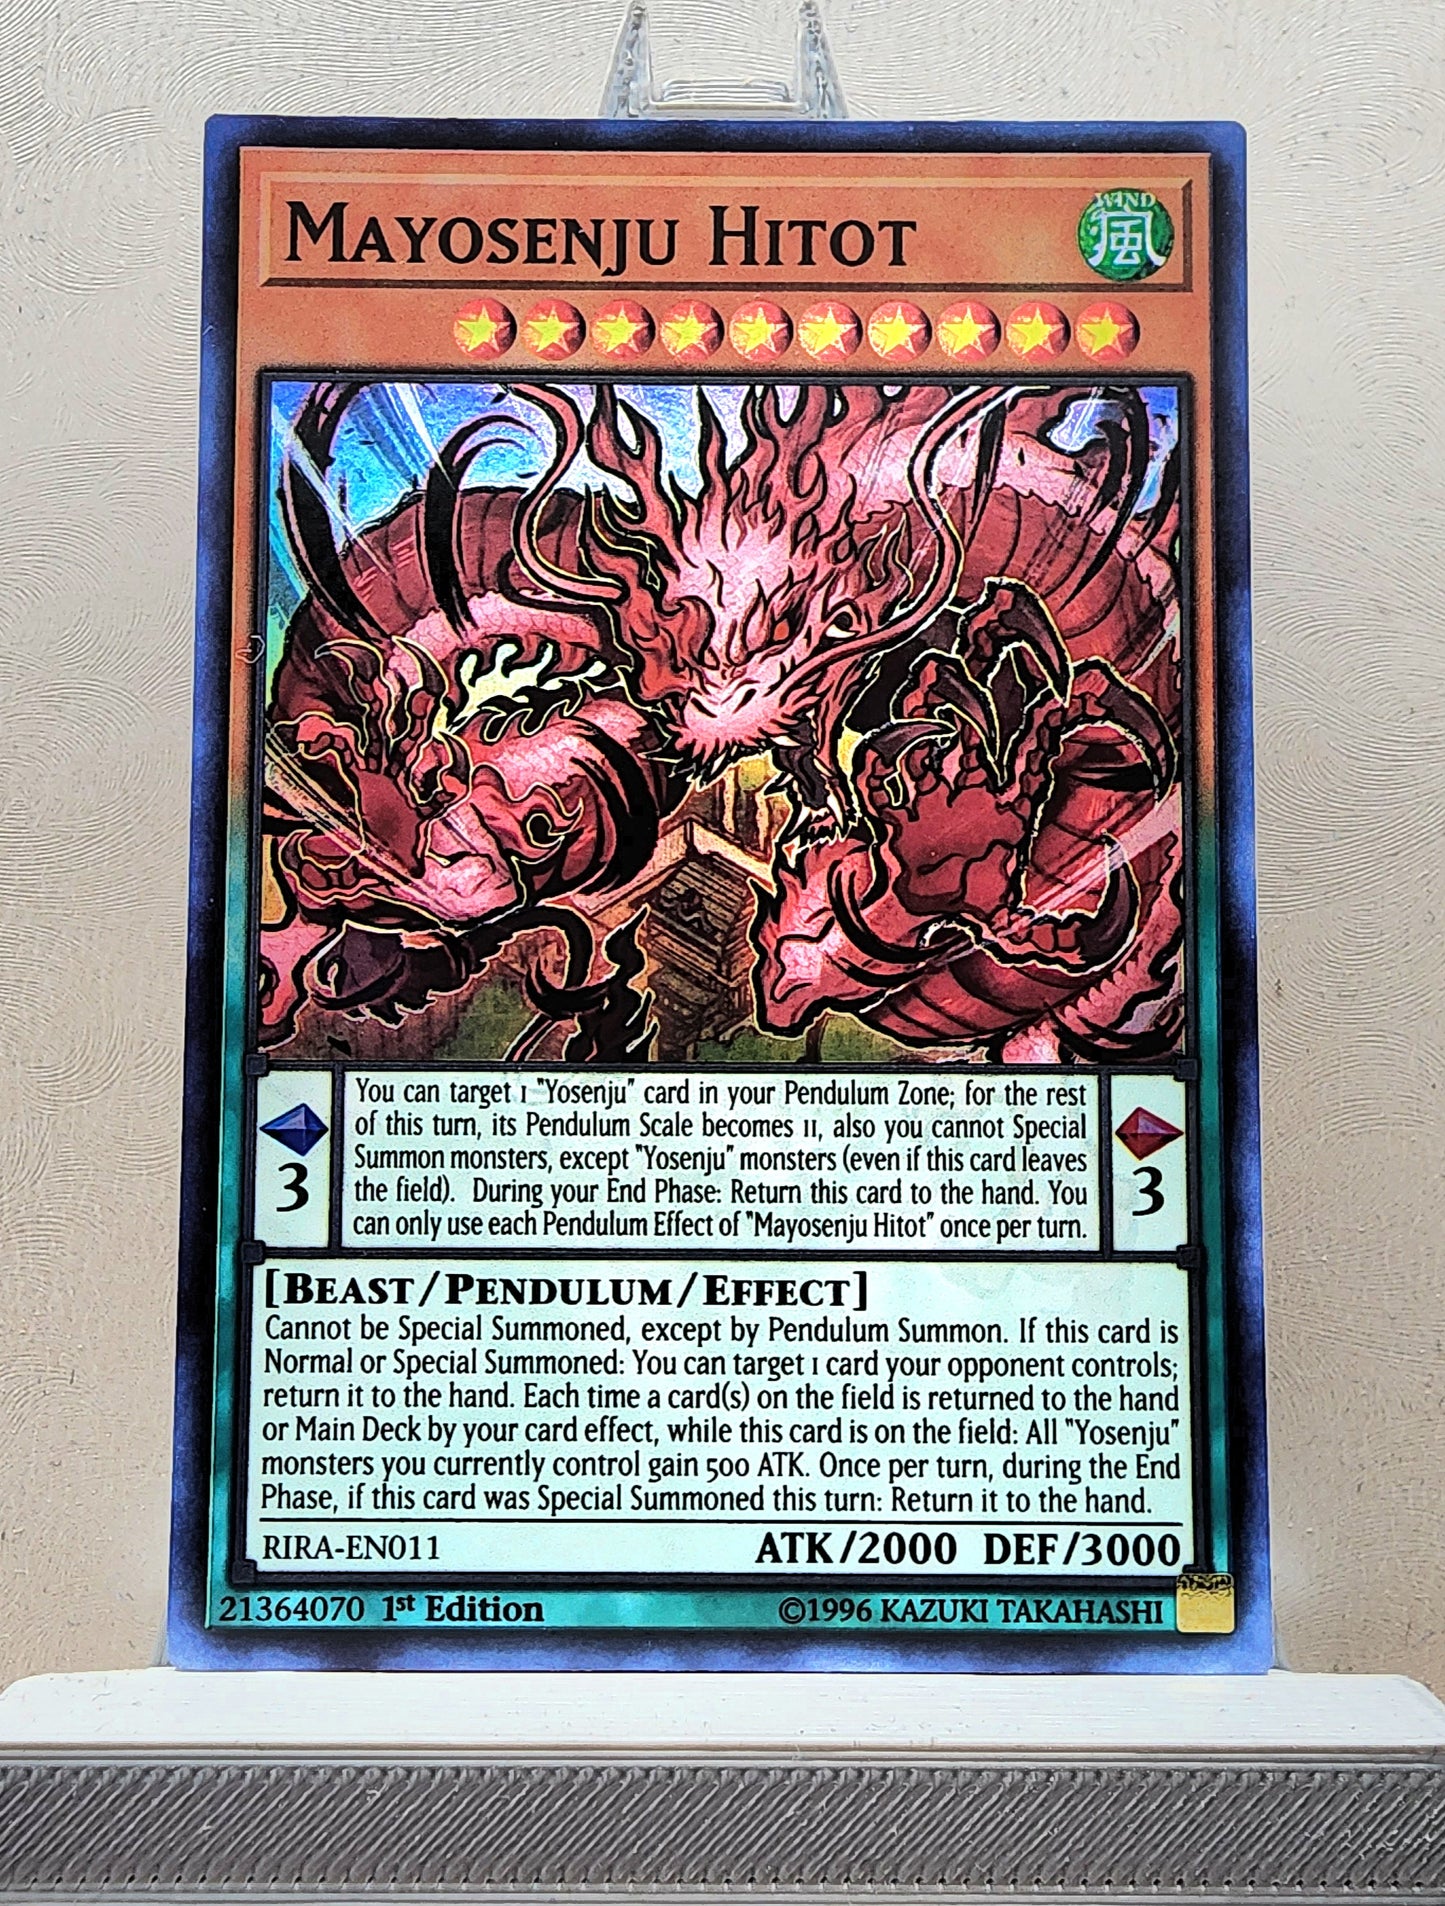 MAYOSENJU HITOT
WIND
風
You can target 1 "Yosenju" card in your Pendulum Zone; for the rest
of this turn, its Pendulum Scale becomes 11, also you cannot Special
Summon monsters, except "Yosenju" monsters (even if this card leaves
the field). During your End Phase: Return this card to the hand. You
can only use each Pendulum Effect of "Mayosenju Hitot" once per turn.
3
3
[BEAST/PENDULUM/EFFECT]
Cannot be Special Summoned, except by Pendulum Summon. If this card is
Normal or Special Summoned: You can target 1 card your opponent controls;
return it to the hand. Each time a card(s) on the field is returned to the hand
or Main Deck by your card effect, while this card is on the field: All "Yosenju"
monsters you currently control gain 500 ATK. Once per turn, during the End
Phase, if this card was Special Summoned this turn: Return it to the hand.
RIRA-EN011 ATK/2000 DEF/3000
21364070 1st Edition ©1996 KAZUKI TAKAHASHI